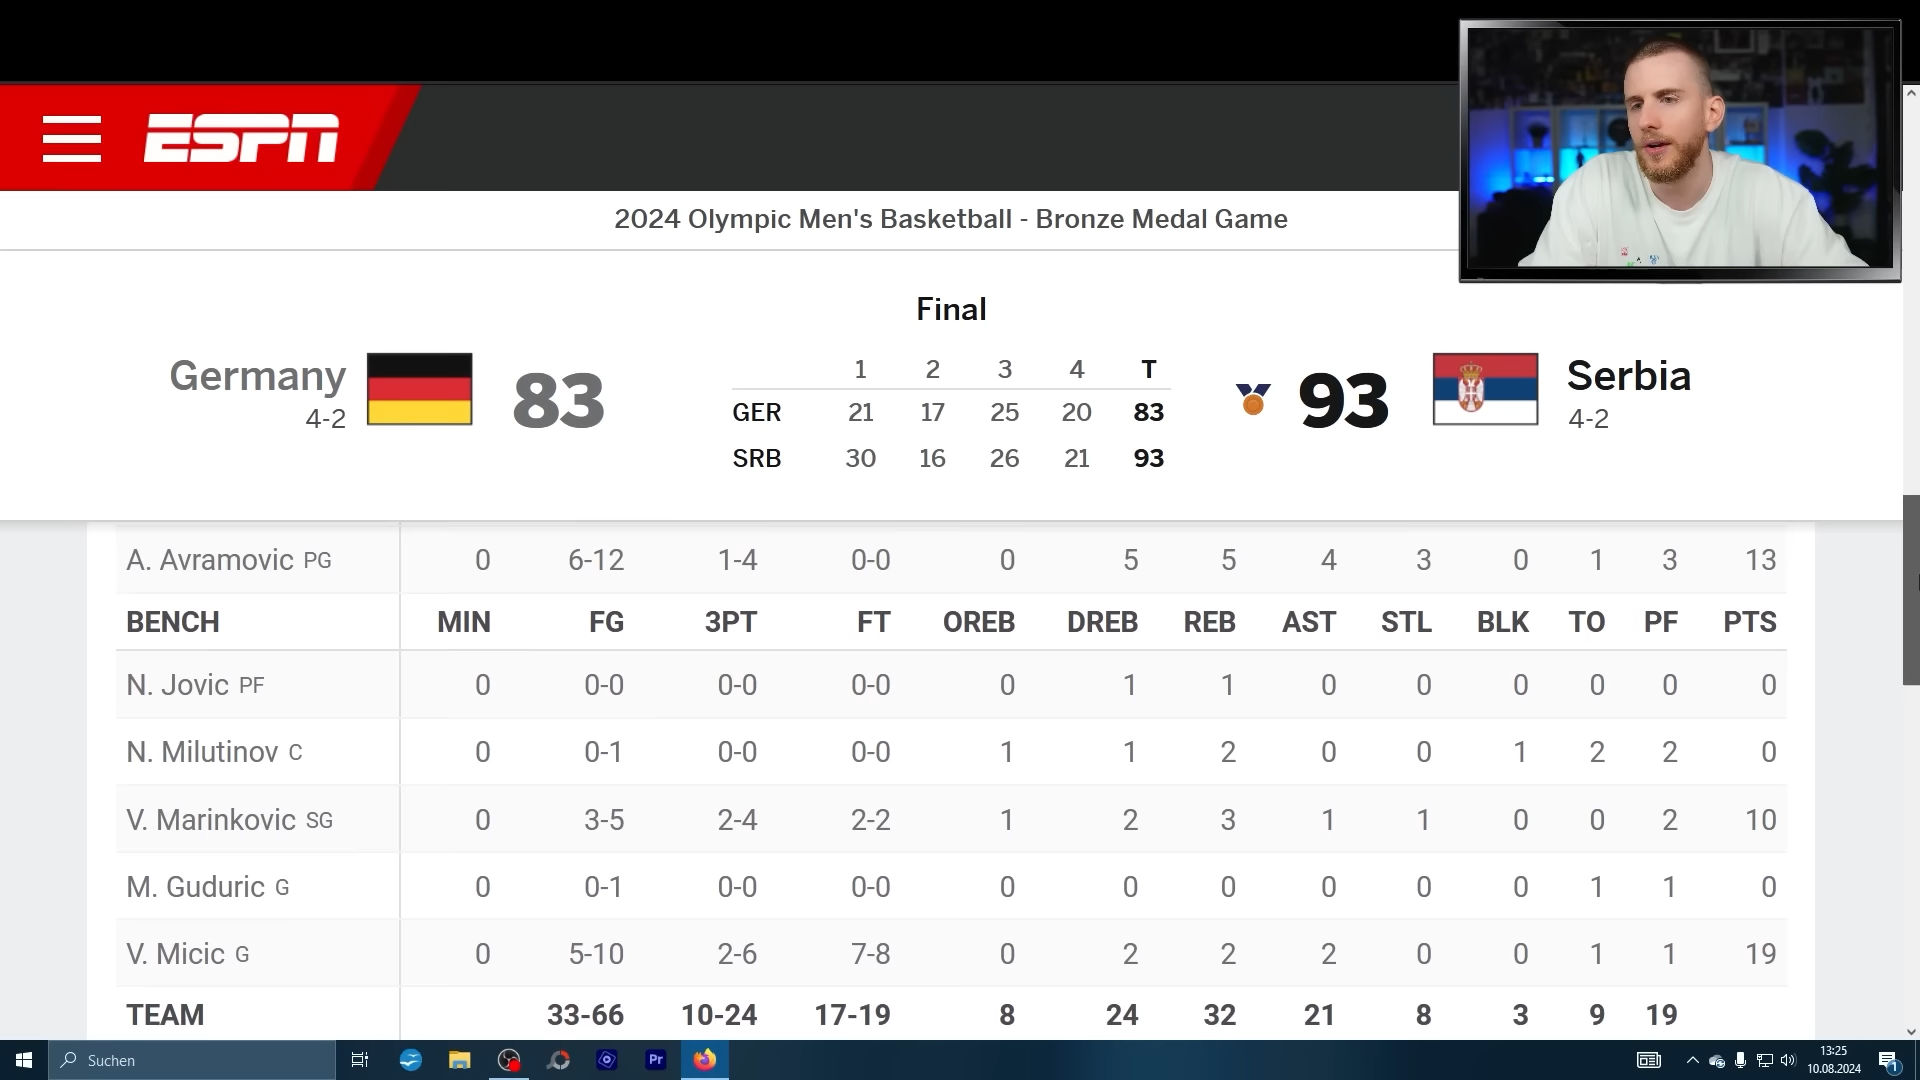 ESPN
2024 Olympic Men's Basketball - Bronze Medal Game
Final
Germany
4-2
83
1 2 3 4 T
GER 21 17 25 20 83
SRB 30 16 26 21 93
93
Serbia
4-2
A. Avramovic PG 0 6-12 1-4 0-0 0 5 5 4 3 0 1 3 13
BENCH MIN FG 3PT FT OREB DREB REB AST STL BLK TO PF PTS
N. Jovic PF 0 0-0 0-0 0-0 0 1 1 0 0 0 0 0 0
N. Milutinov C 0 0-1 0-0 0-0 1 1 2 0 0 1 2 2 0
V. Marinkovic SG 0 3-5 2-4 2-2 1 2 3 1 1 0 0 2 10
M. Guduric G 0 0-1 0-0 0-0 0 0 0 0 0 0 1 1 0
V. Micic G 0 5-10 2-6 7-8 0 2 2 2 0 0 1 1 19
TEAM 33-66 10-24 17-19 8 24 32 21 8 3 9 19
Suchen
Pr
13:25
10.08.2024
1